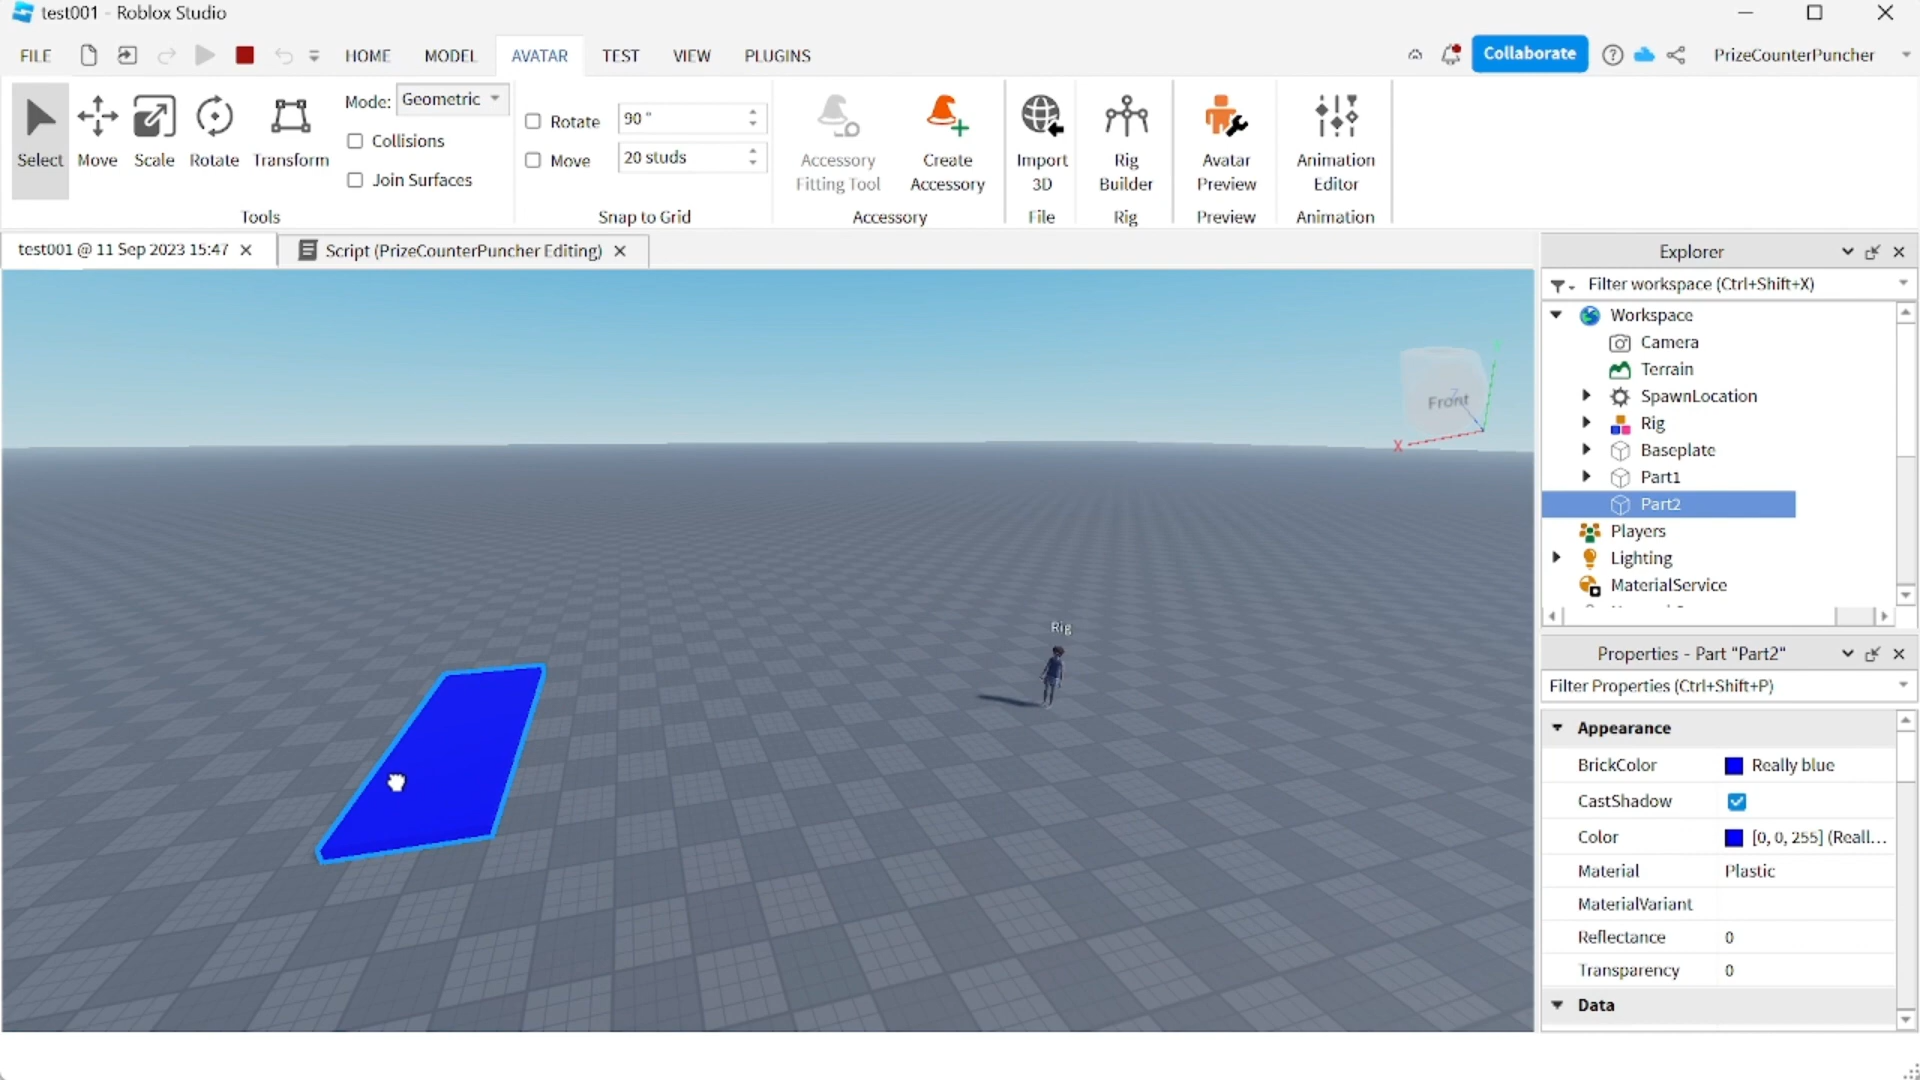 test001 - Roblox Studio
FILE HOME MODEL AVATAR TEST VIEW PLUGINS Collaborate PrizeCounterPuncher
Select Move Scale Rotate Transform
Mode: Geometric
Collisions
Join Surfaces
Tools
Rotate 90 °
Move 20 studs
Snap to Grid
Accessory
Fitting Tool
Create
Accessory
Accessory
Import
3D
File
Rig
Builder
Rig
Avatar
Preview
Preview
Animation
Editor
Animation
test001 @ 11 Sep 2023 15:47
Script (PrizeCounterPuncher Editing)
Front
X
Rig
Explorer
Filter workspace (Ctrl+Shift+X)
Workspace
Camera
Terrain
SpawnLocation
Rig
Baseplate
Part1
Part2
Players
Lighting
MaterialService
Properties - Part "Part2"
Filter Properties (Ctrl+Shift+P)
Appearance
BrickColor Really blue
CastShadow
Color [0, 0, 255] (Reall...
Material Plastic
MaterialVariant
Reflectance 0
Transparency 0
Data